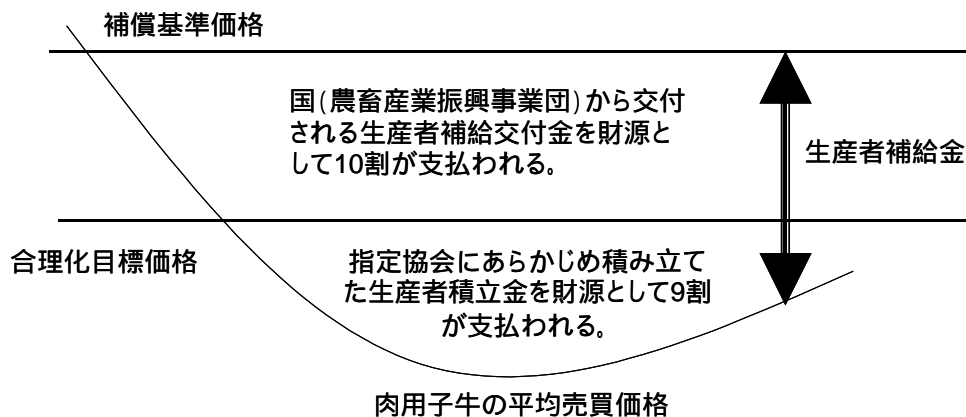 補償基準価格
国(農畜産業振興事業団)から交付
される生産者補給交付金を財源と
して10割が支払われる。
生産者補給金
合理化目標価格
指定協会にあらかじめ積み立て
た生産者積立金を財源として9割
が支払われる。
肉用子牛の平均売買価格